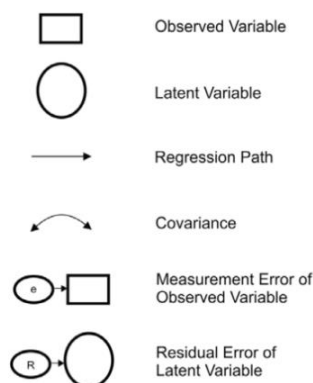 Observed Variable
Latent Variable
Regression Path
Covariance
e
Measurement Error of
Observed Variable
R
Residual Error of
Latent Variable